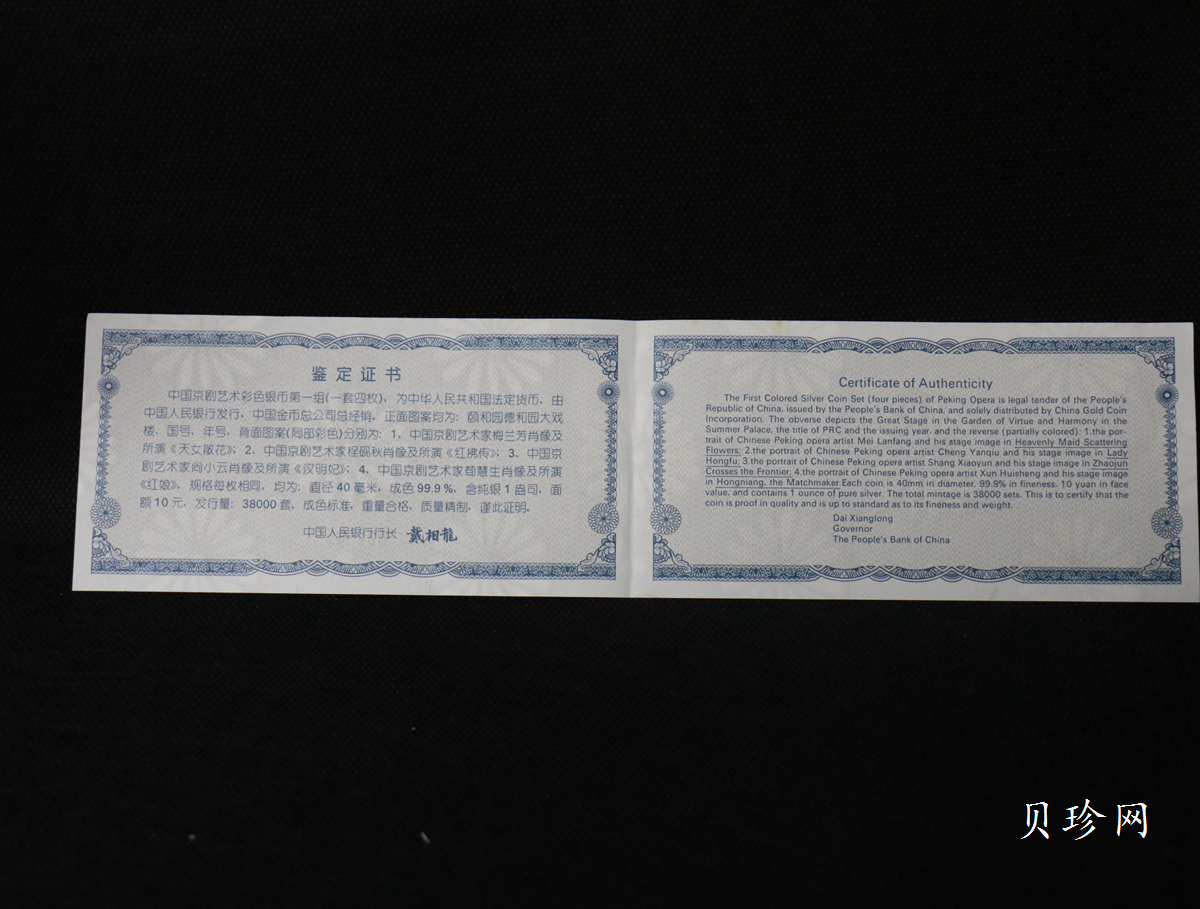 鉴定证书
中国京剧艺术彩色银币第一组(一套四枚)，为中华人民共和国法定货币，由
中国人民银行发行，中国金币总公司总经销。正面图案均为：颐和园德和园大戏
楼、国号、年号，背面图案(局部彩色)分别为：1、中国京剧艺术家梅兰芳肖像及
所演《天女散花》；2、中国京剧艺术家程砚秋肖像及所演《红拂传》；3、中国京
剧艺术家尚小云肖像及所演《汉明妃》；4、中国京剧艺术家荀慧生肖像及所演
《红娘》。规格每枚相同，均为：直径40毫米，成色99.9%，含纯银1盎司，面
额10元，发行量：38000套。成色标准，重量合格，质量精制，谨此证明。
中国人民银行行长 戴相龍
Certificate of Authenticity
The First Colored Silver Coin Set (four pieces) of Peking Opera is legal tender of the People's
Republic of China, issued by the People's Bank of China, and solely distributed by China Gold Coin
Incorporation. The obverse depicts the Great Stage in the Garden of Virtue and Harmony in the
Summer Palace, the title of PRC and the issuing year, and the reverse (partially colored): 1.the por-
trait of Chinese Peking opera artist Mei Lanfang and his stage image in Heavenly Maid Scattering
Flowers; 2.the portrait of Chinese Peking opera artist Cheng Yanqiu and his stage image in Lady
Hongfu; 3.the portrait of Chinese Peking opera artist Shang Xiaoyun and his stage image in Zhaojun
Crosses the Frontier; 4.the portrait of Chinese Peking opera artist Xun Huisheng and his stage image
in Hongniang, the Matchmaker.Each coin is 40mm in diameter, 99.9% in fineness, 10 yuan in face
value, and contains 1 ounce of pure silver. The total mintage is 38000 sets. This is to certify that the
coin is proof in quality and is up to standard as to its fineness and weight.
Dai Xianglong
Governor
The People's Bank of China
贝珍网